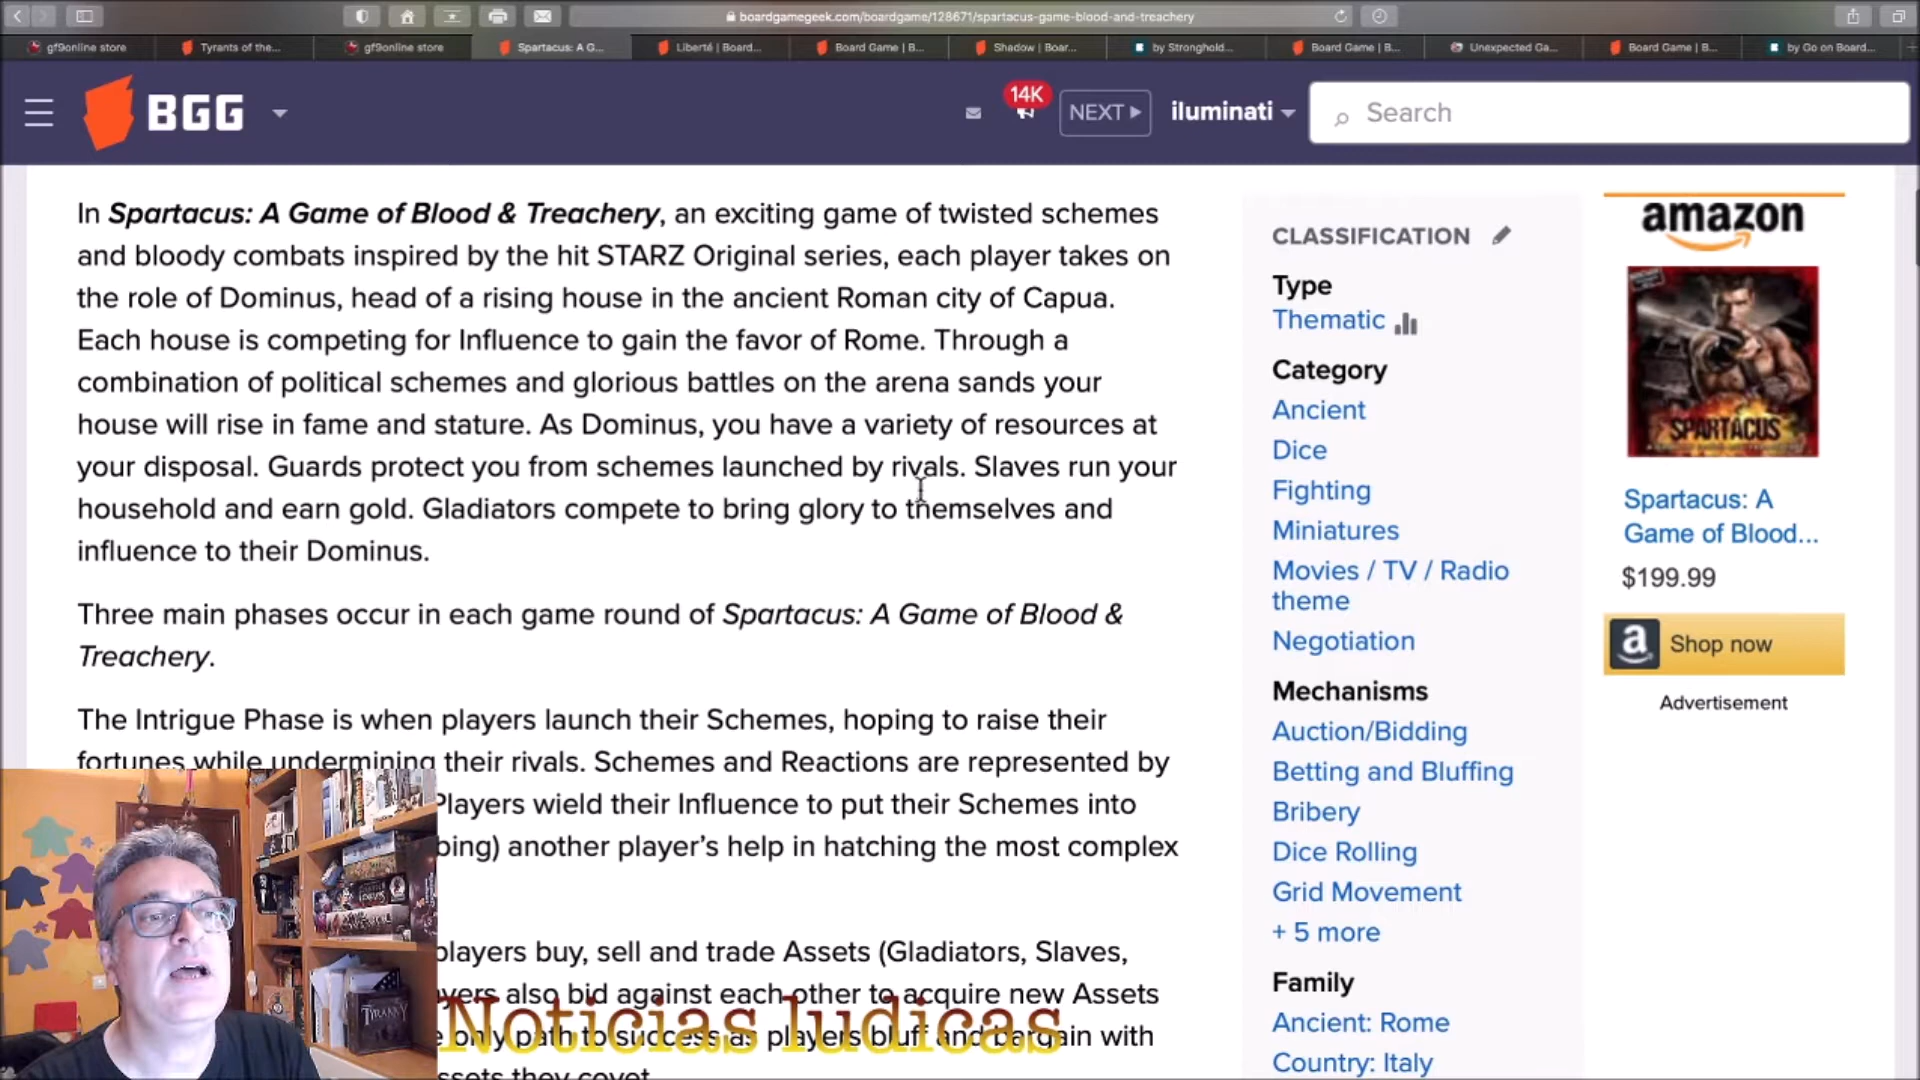 boardgamegeek.com/boardgame/128671/spartacus-game-blood-and-treachery
gf9online store
Tyrants of the...
gf9online store
Spartacus: A G...
Liberté | Board...
Board Game | B...
Shadow | Boar...
by Stronghold...
Board Game | B...
Unexpected Ga...
Board Game | B...
by Go on Board...
BGG
14K
NEXT
iluminati
Search
In Spartacus: A Game of Blood & Treachery, an exciting game of twisted schemes
and bloody combats inspired by the hit STARZ Original series, each player takes on
the role of Dominus, head of a rising house in the ancient Roman city of Capua.
Each house is competing for Influence to gain the favor of Rome. Through a
combination of political schemes and glorious battles on the arena sands your
house will rise in fame and stature. As Dominus, you have a variety of resources at
your disposal. Guards protect you from schemes launched by rivals. Slaves run your
household and earn gold. Gladiators compete to bring glory to themselves and
influence to their Dominus.
Three main phases occur in each game round of Spartacus: A Game of Blood &
Treachery.
The Intrigue Phase is when players launch their Schemes, hoping to raise their
fortunes while undermining their rivals. Schemes and Reactions are represented by
Players wield their Influence to put their Schemes into
bing) another player's help in hatching the most complex
players buy, sell and trade Assets (Gladiators, Slaves,
yers also bid against each other to acquire new Assets
e only path to success as players bluff and bargain with
ssets they covet
CLASSIFICATION
Type
Thematic
Category
Ancient
Dice
Fighting
Miniatures
Movies / TV / Radio
theme
Negotiation
Mechanisms
Auction/Bidding
Betting and Bluffing
Bribery
Dice Rolling
Grid Movement
+ 5 more
Family
Ancient: Rome
Country: Italy
amazon
SPARTACUS
Spartacus: A
Game of Blood...
$199.99
a
Shop now
Advertisement
TYRANNY
Noticias ludicas